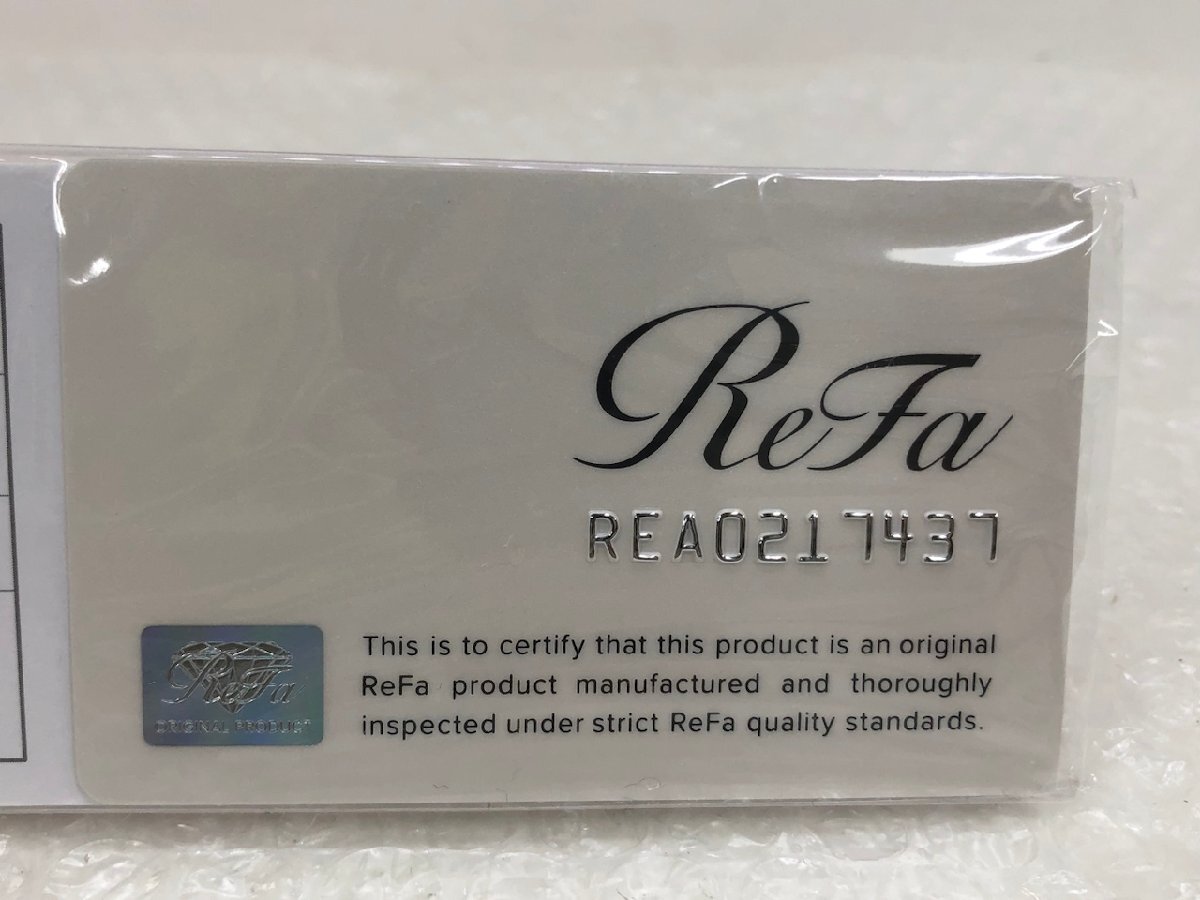 ReFa
REA0217437
This is to certify that this product is an original
ReFa product manufactured and thoroughly
inspected under strict ReFa quality standards.
ReFa
ORIGINAL PRODUCT